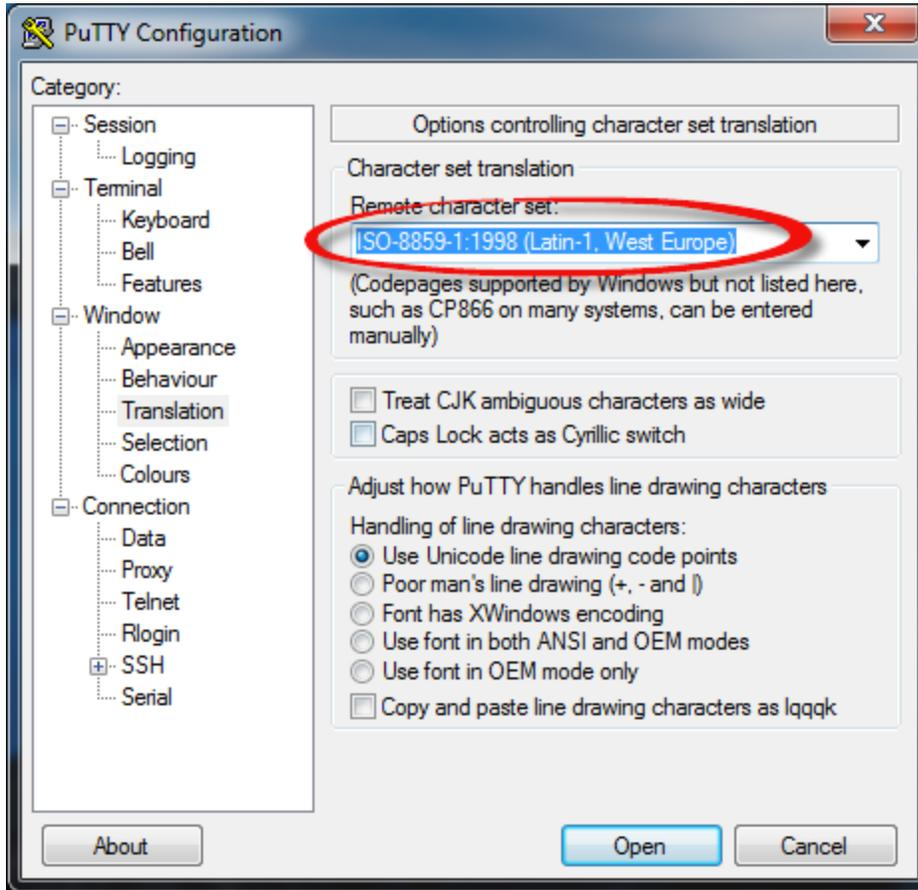 PuTTY Configuration
Category:
Session
Logging
Terminal
Keyboard
Bell
Features
Window
Appearance
Behaviour
Translation
Selection
Colours
Connection
Data
Proxy
Telnet
Rlogin
SSH
Serial
Options controlling character set translation
Character set translation
Remote character set:
ISO-8859-1:1998 (Latin-1, West Europe)
(Codepages supported by Windows but not listed here,
such as CP866 on many systems, can be entered
manually)
Treat CJK ambiguous characters as wide
Caps Lock acts as Cyrillic switch
Adjust how PuTTY handles line drawing characters
Handling of line drawing characters:
Use Unicode line drawing code points
Poor man's line drawing (+, - and |)
Font has XWindows encoding
Use font in both ANSI and OEM modes
Use font in OEM mode only
Copy and paste line drawing characters as lqqqk
About
Open
Cancel